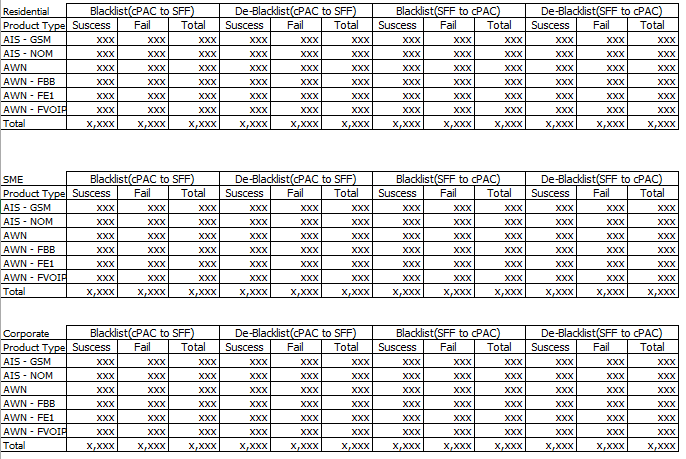 Residential Blacklist(cPAC to SFF) De-Blacklist(cPAC to SFF) Blacklist(SFF to cPAC) De-Blacklist(SFF to cPAC)
Product Type Success Fail Total Success Fail Total Success Fail Total Success Fail Total
AIS - GSM xxx xxx xxx xxx xxx xxx xxx xxx xxx xxx xxx xxx
AIS - NOM xxx xxx xxx xxx xxx xxx xxx xxx xxx xxx xxx xxx
AWN xxx xxx xxx xxx xxx xxx xxx xxx xxx xxx xxx xxx
AWN - FBB xxx xxx xxx xxx xxx xxx xxx xxx xxx xxx xxx xxx
AWN - FE1 xxx xxx xxx xxx xxx xxx xxx xxx xxx xxx xxx xxx
AWN - FVOIP xxx xxx xxx xxx xxx xxx xxx xxx xxx xxx xxx xxx
Total x,xxx x,xxx x,xxx x,xxx x,xxx x,xxx x,xxx x,xxx x,xxx x,xxx x,xxx x,xxx
SME Blacklist(cPAC to SFF) De-Blacklist(cPAC to SFF) Blacklist(SFF to cPAC) De-Blacklist(SFF to cPAC)
Product Type Success Fail Total Success Fail Total Success Fail Total Success Fail Total
AIS - GSM xxx xxx xxx xxx xxx xxx xxx xxx xxx xxx xxx xxx
AIS - NOM xxx xxx xxx xxx xxx xxx xxx xxx xxx xxx xxx xxx
AWN xxx xxx xxx xxx xxx xxx xxx xxx xxx xxx xxx xxx
AWN - FBB xxx xxx xxx xxx xxx xxx xxx xxx xxx xxx xxx xxx
AWN - FE1 xxx xxx xxx xxx xxx xxx xxx xxx xxx xxx xxx xxx
AWN - FVOIP xxx xxx xxx xxx xxx xxx xxx xxx xxx xxx xxx xxx
Total x,xxx x,xxx x,xxx x,xxx x,xxx x,xxx x,xxx x,xxx x,xxx x,xxx x,xxx x,xxx
Corporate Blacklist(cPAC to SFF) De-Blacklist(cPAC to SFF) Blacklist(SFF to cPAC) De-Blacklist(SFF to cPAC)
Product Type Success Fail Total Success Fail Total Success Fail Total Success Fail Total
AIS - GSM xxx xxx xxx xxx xxx xxx xxx xxx xxx xxx xxx xxx
AIS - NOM xxx xxx xxx xxx xxx xxx xxx xxx xxx xxx xxx xxx
AWN xxx xxx xxx xxx xxx xxx xxx xxx xxx xxx xxx xxx
AWN - FBB xxx xxx xxx xxx xxx xxx xxx xxx xxx xxx xxx xxx
AWN - FE1 xxx xxx xxx xxx xxx xxx xxx xxx xxx xxx xxx xxx
AWN - FVOIP xxx xxx xxx xxx xxx xxx xxx xxx xxx xxx xxx xxx
Total x,xxx x,xxx x,xxx x,xxx x,xxx x,xxx x,xxx x,xxx x,xxx x,xxx x,xxx x,xxx